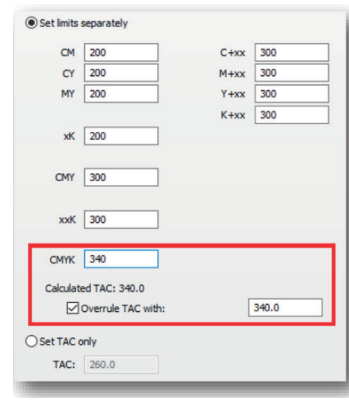 Set limits separately
CM 200 C+xx 300
CY 200 M+xx 300
MY 200 Y+xx 300
K+xx 300
xK 200
CMY 300
xxK 300
CMYK 340
Calculated TAC: 340.0
Overrule TAC with: 340.0
Set TAC only
TAC: 260.0